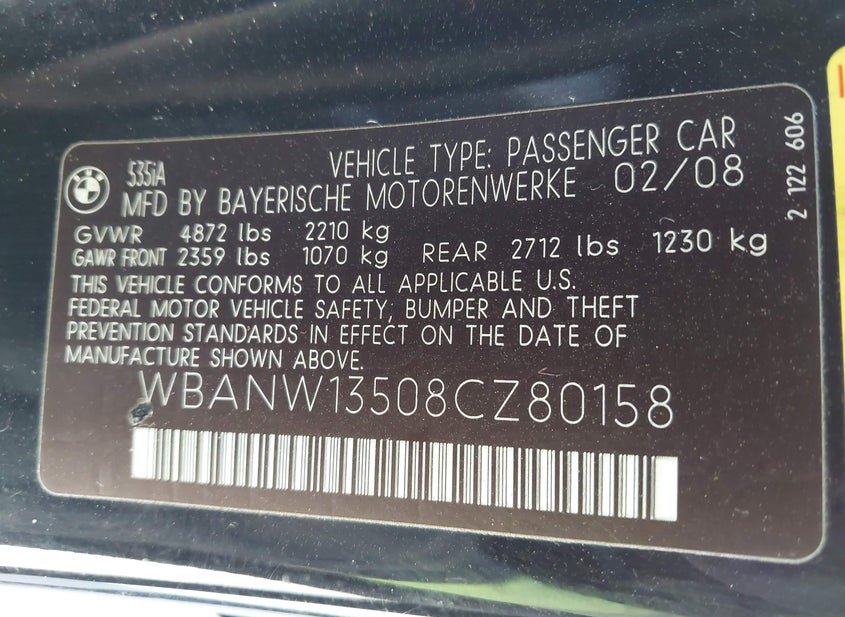 535iA
VEHICLE TYPE: PASSENGER CAR
MFD BY BAYERISCHE MOTORENWERKE 02/08
GVWR 4872 lbs 2210 kg
GAWR FRONT 2359 lbs 1070 kg REAR 2712 lbs 1230 kg
THIS VEHICLE CONFORMS TO ALL APPLICABLE U.S.
FEDERAL MOTOR VEHICLE SAFETY, BUMPER AND THEFT
PREVENTION STANDARDS IN EFFECT ON THE DATE OF
MANUFACTURE SHOWN ABOVE.
WBANW13508CZ80158
2 122 606